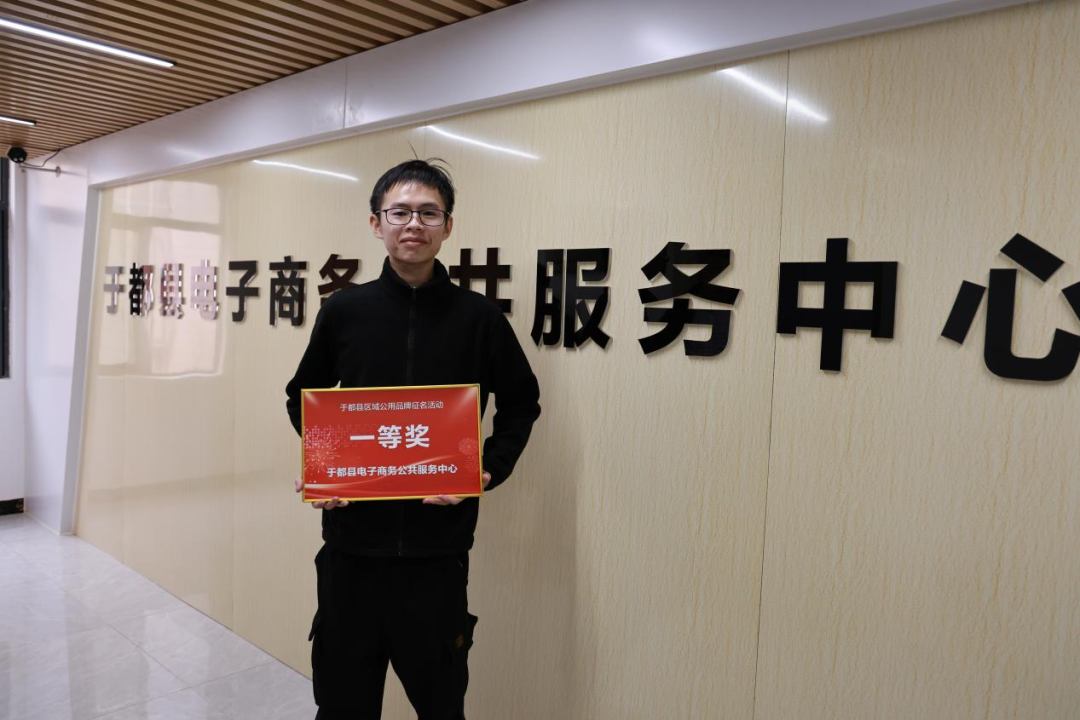 于都县电子商务共服务中心
于都县区域公用品牌征名活动
一等奖
于都县电子商务公共服务中心